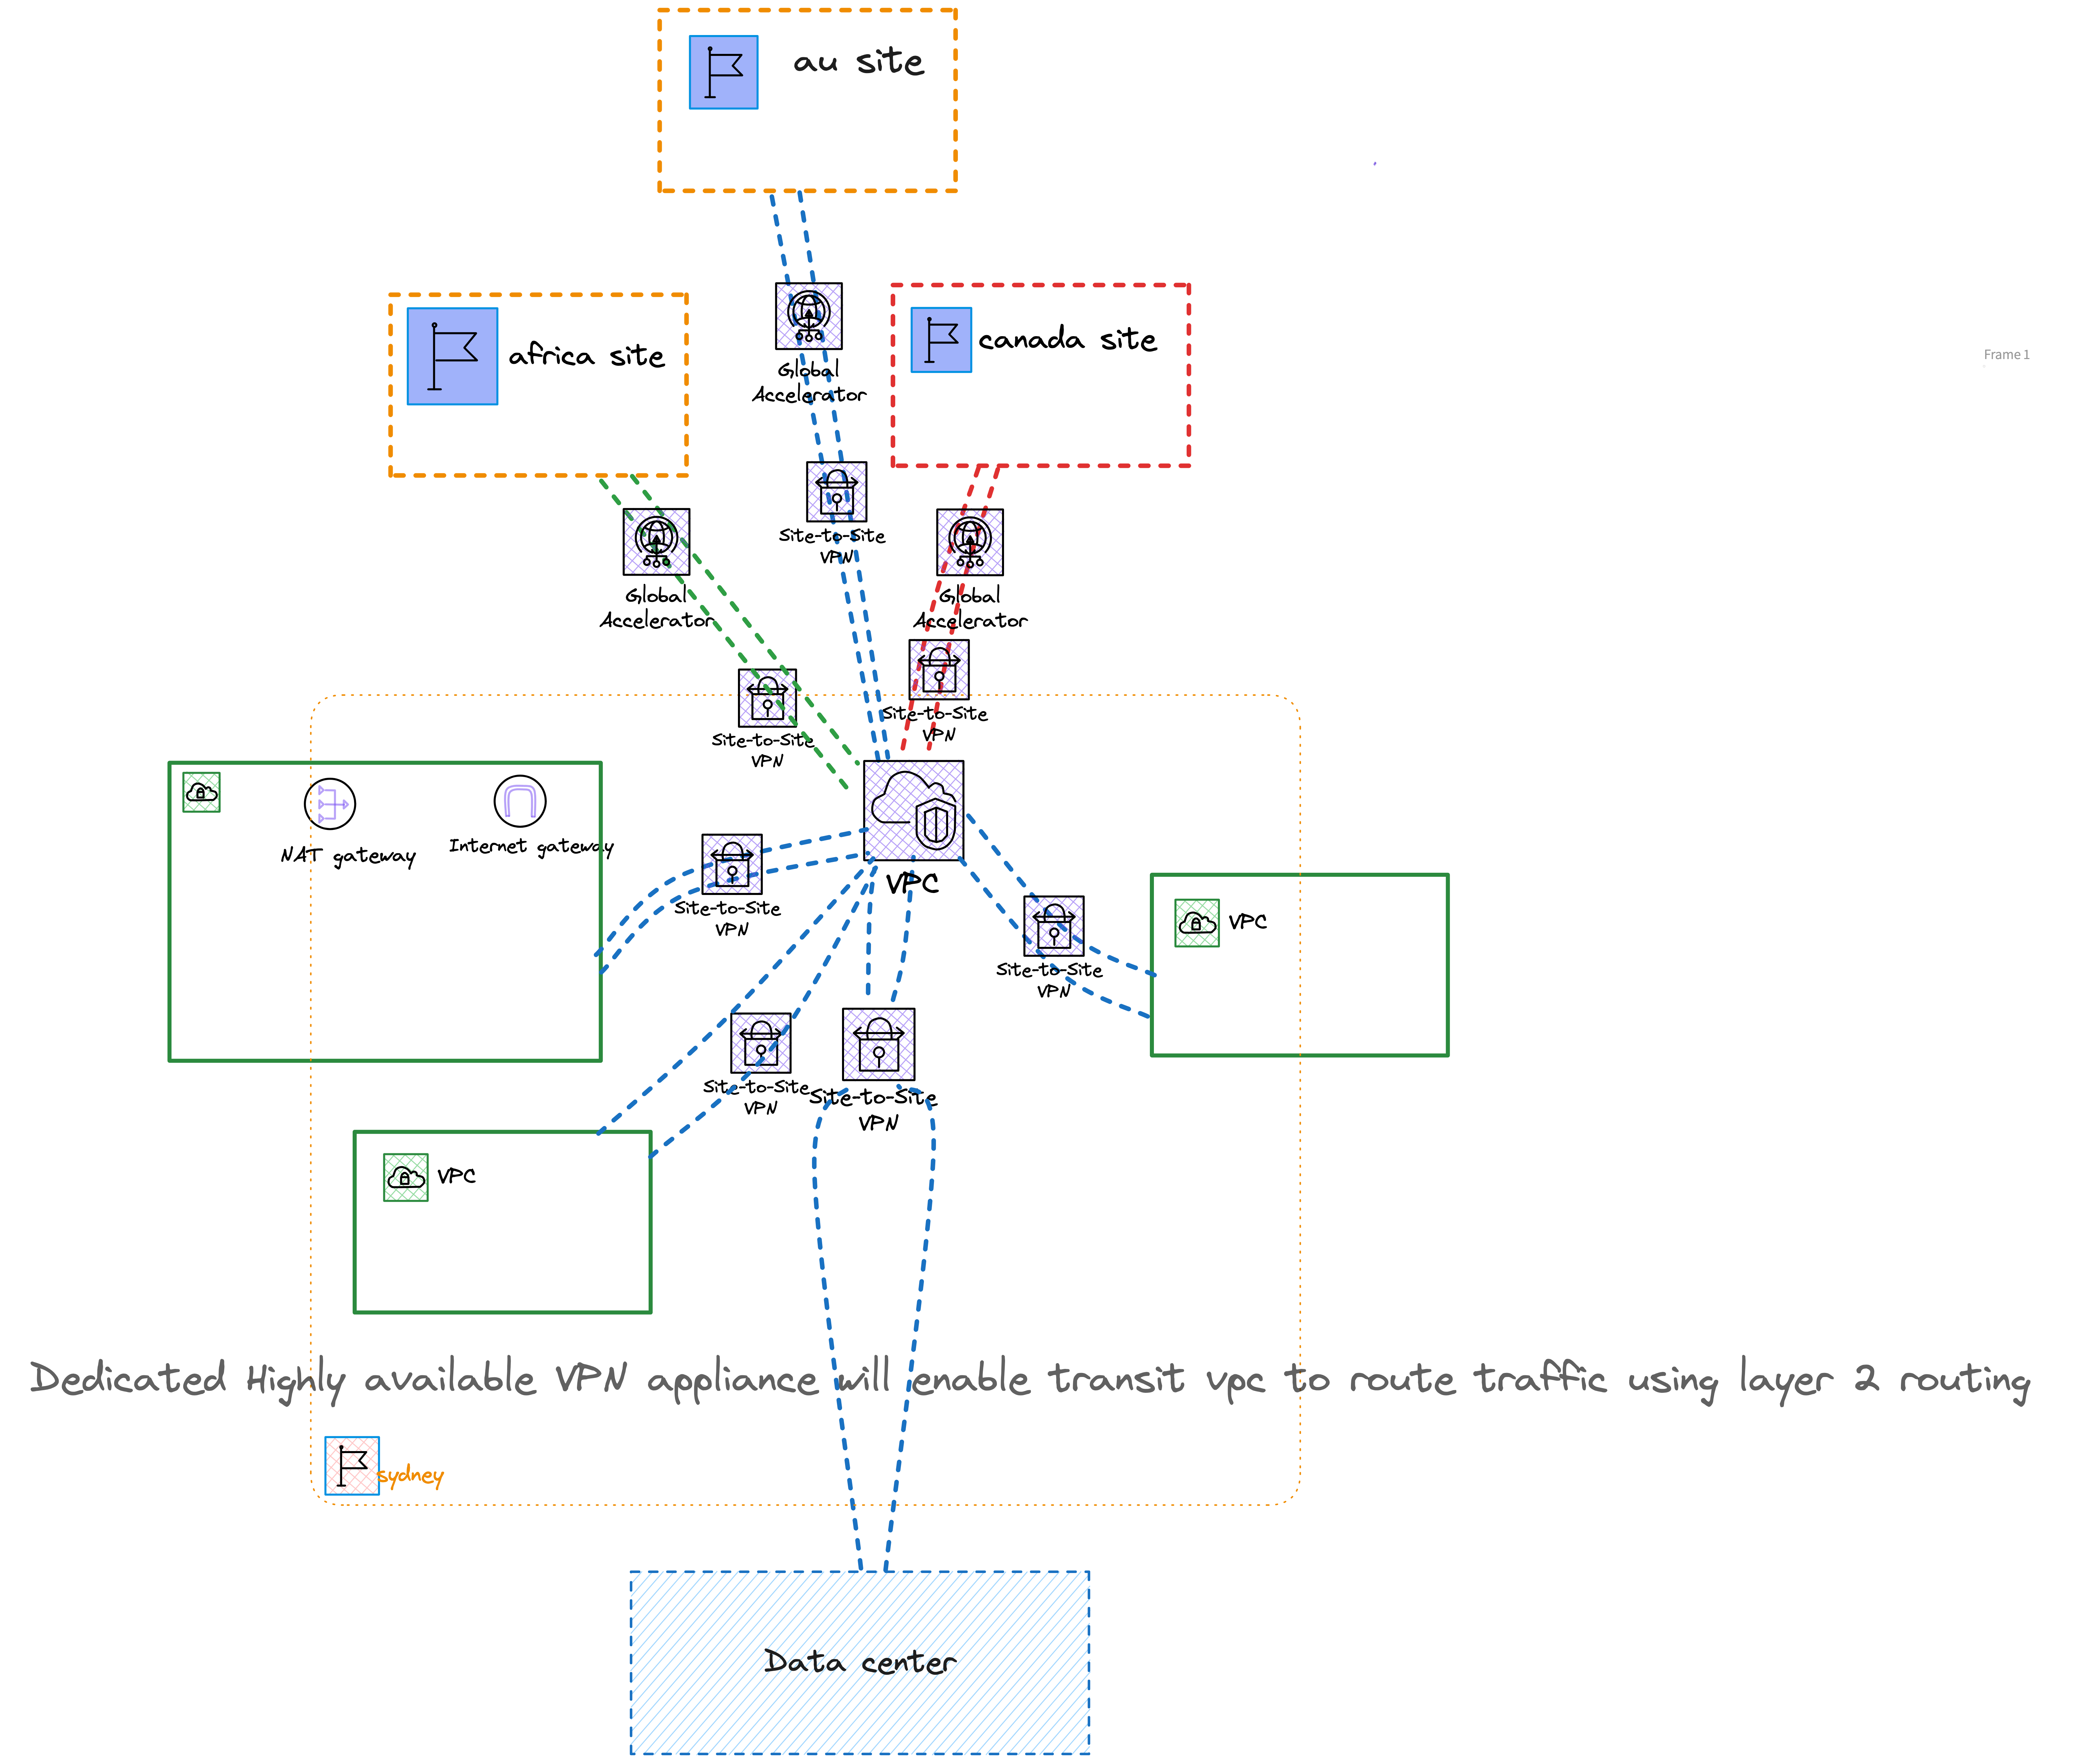 au site
Frame 1
africa site
canada site
Global
Accelerator
Site-to-Site
VPN
Global
Accelerator
Global
Accelerator
Site-to-Site
VPN
Site-to-Site
VPN
NAT gateway
Internet gateway
VPC
Site-to-Site
VPN
VPC
Site-to-Site
VPN
Site-to-Site
VPN
Site-to-Site
VPN
VPC
Dedicated Highly available VPN appliance will enable transit vpc to route traffic using layer 2 routing
sydney
Data center